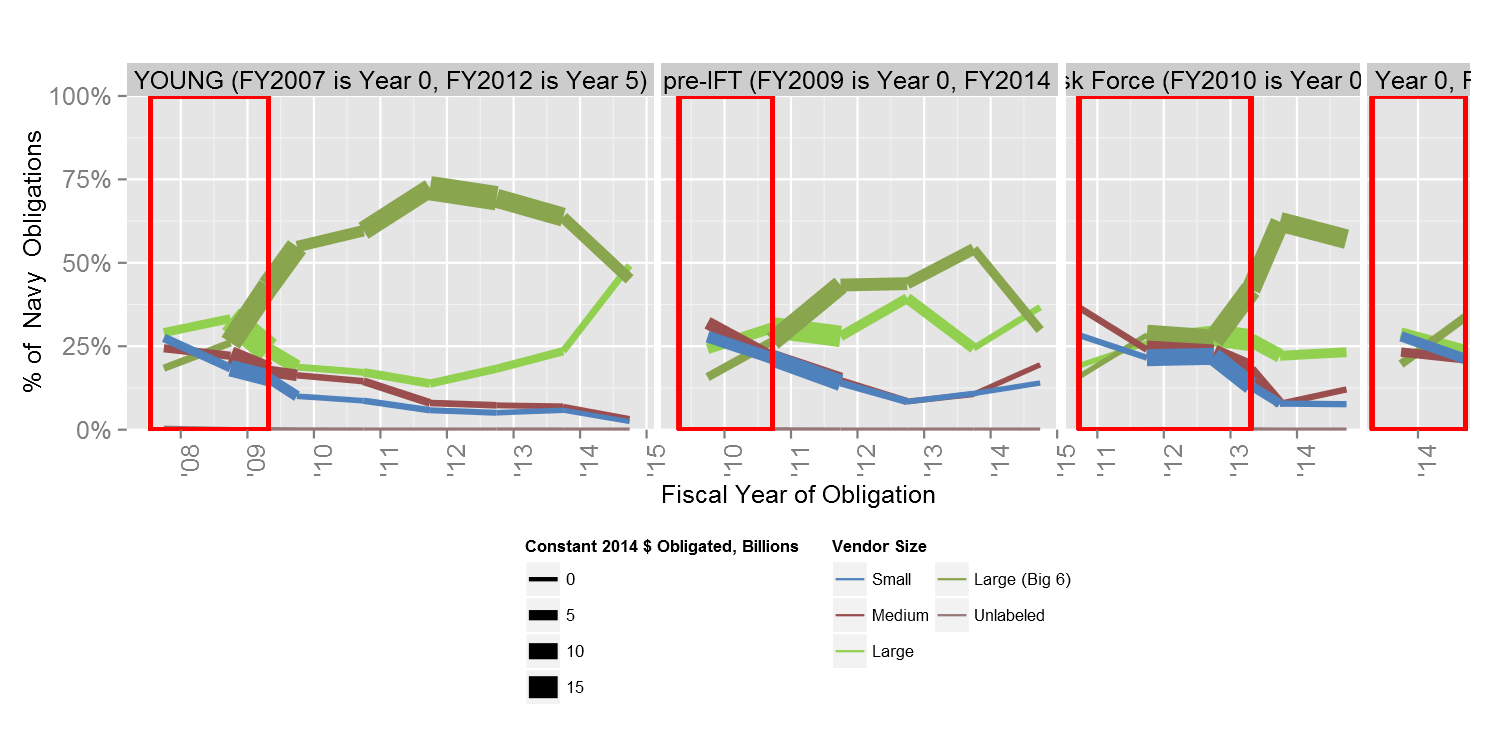 YOUNG (FY2007 is Year 0, FY2012 is Year 5)
pre-IFT (FY2009 is Year 0, FY2014
sk Force (FY2010 is Year 0
Year 0, F
100%
75%
50%
25%
0%
% of Navy Obligations
'08 '09 '10 '11 '12 '13 '14 '15
'10 '11 '12 '13 '14 '15
'11 '12 '13 '14
'14
Fiscal Year of Obligation
Constant 2014 $ Obligated, Billions
0
5
10
15
Vendor Size
Small Large (Big 6)
Medium Unlabeled
Large